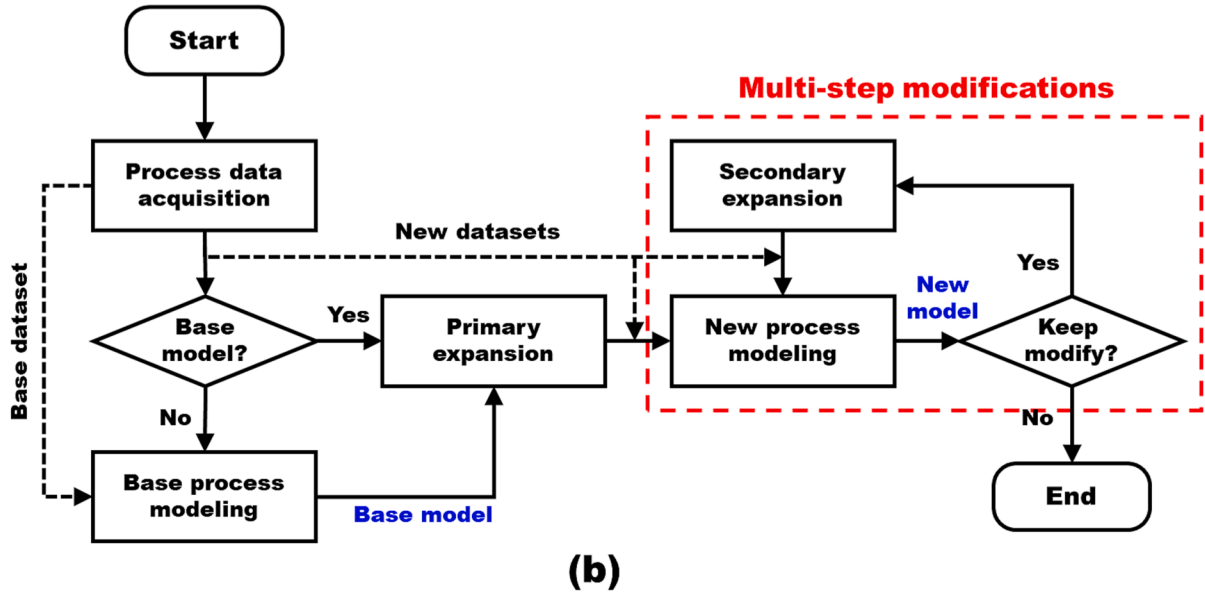 Start
Multi-step modifications
Process data
acquisition
Secondary
expansion
New datasets
Base dataset
Yes
New
model
Base
model?
Yes
Primary
expansion
New process
modeling
Keep
modify?
No
No
Base process
modeling
Base model
End
(b)